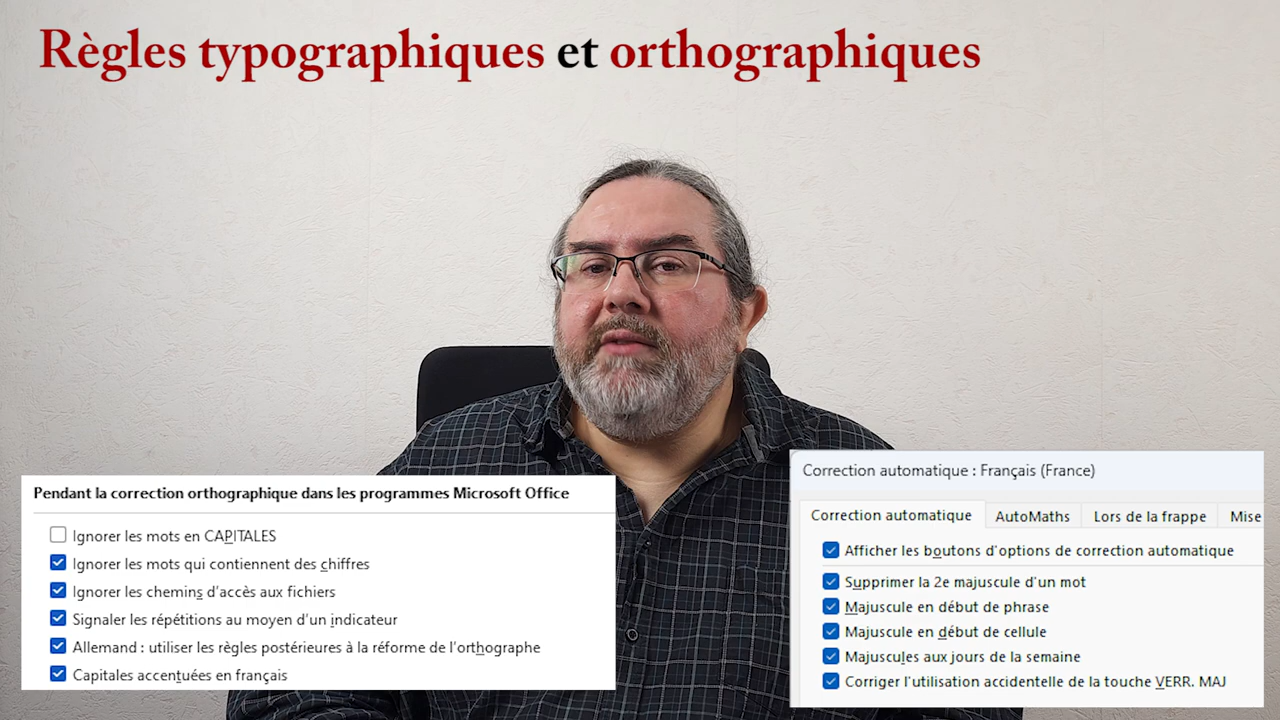 Règles typographiques et orthographiques
Pendant la correction orthographique dans les programmes Microsoft Office
Ignorer les mots en CAPITALES
Ignorer les mots qui contiennent des chiffres
Ignorer les chemins d'accès aux fichiers
Signaler les répétitions au moyen d'un indicateur
Allemand : utiliser les règles postérieures à la réforme de l'orthographe
Capitales accentuées en français
Correction automatique : Français (France)
Correction automatique AutoMaths Lors de la frappe Mise
Afficher les boutons d'options de correction automatique
Supprimer la 2e majuscule d'un mot
Majuscule en début de phrase
Majuscule en début de cellule
Majuscules aux jours de la semaine
Corriger l'utilisation accidentelle de la touche VERR. MAJ